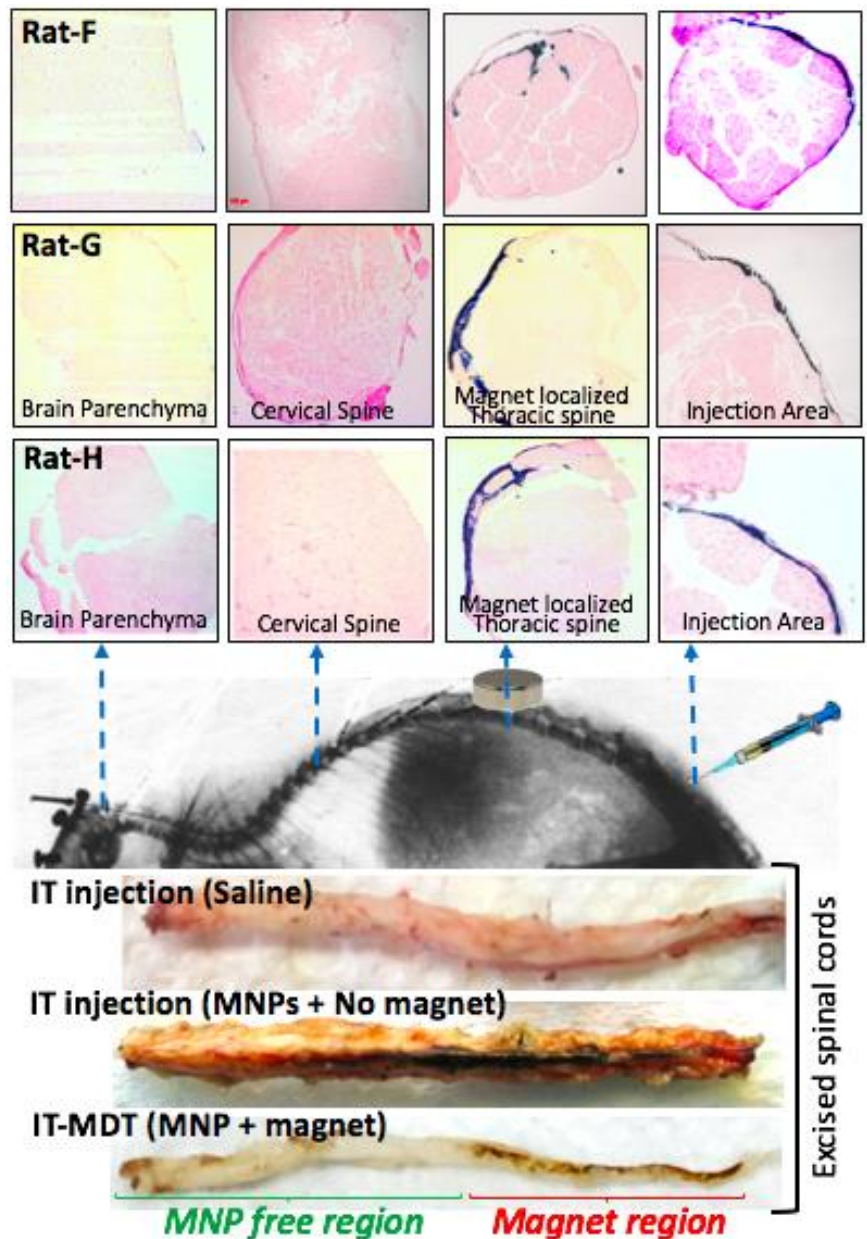 Rat-F
Rat-G
Brain Parenchyma
Cervical Spine
Magnet localized
Thoracic spine
Injection Area
Rat-H
Brain Parenchyma
Cervical Spine
Magnet localized
Thoracic spine
Injection Area
IT injection (Saline)
IT injection (MNPs + No magnet)
IT-MDT (MNP + magnet)
Excised spinal cords
MNP free region
Magnet region